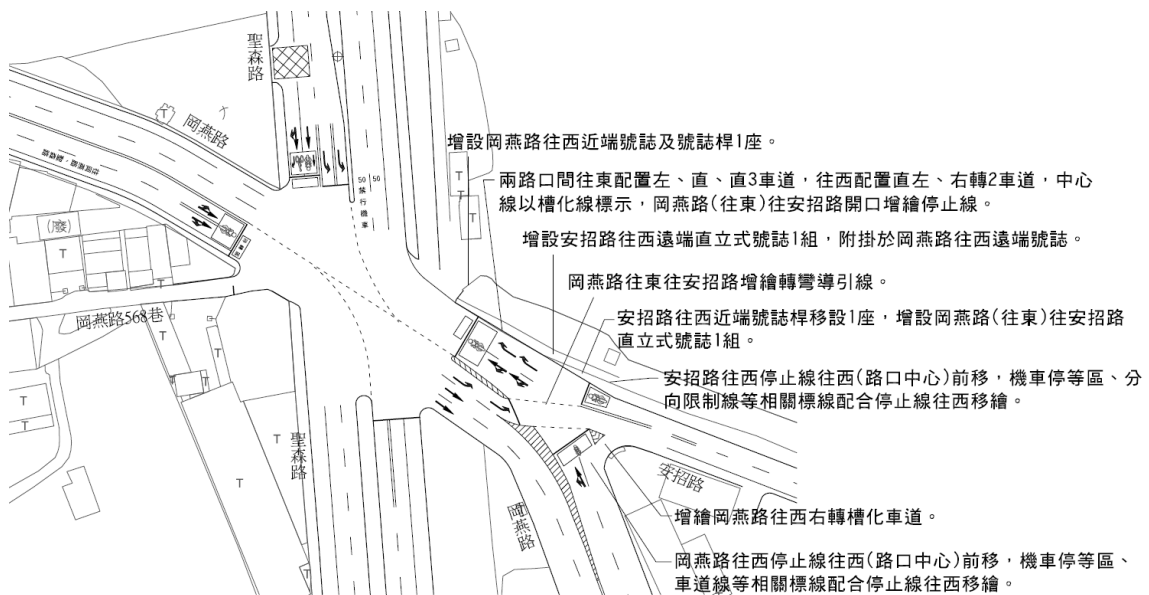 聖森路
岡燕路
增設岡燕路往西近端號誌及號誌桿1座。
兩路口間往東配置左、直、直3車道，往西配置直左、右轉2車道，中心
線以槽化線標示，岡燕路(往東)往安招路開口增繪停止線。
50
50
禁行機車
增設安招路往西遠端直立式號誌1組，附掛於岡燕路往西遠端號誌。
(廢)
T
岡燕路往東往安招路增繪轉彎導引線。
岡燕路568巷
安招路往西近端號誌桿移設1座，增設岡燕路(往東)往安招路
直立式號誌1組。
安招路往西停止線往西(路口中心)前移，機車停等區、分
向限制線等相關標線配合停止線往西移繪。
聖森路
安招路
岡燕路
增繪岡燕路往西右轉槽化車道。
岡燕路往西停止線往西(路口中心)前移，機車停等區、
車道線等相關標線配合停止線往西移繪。